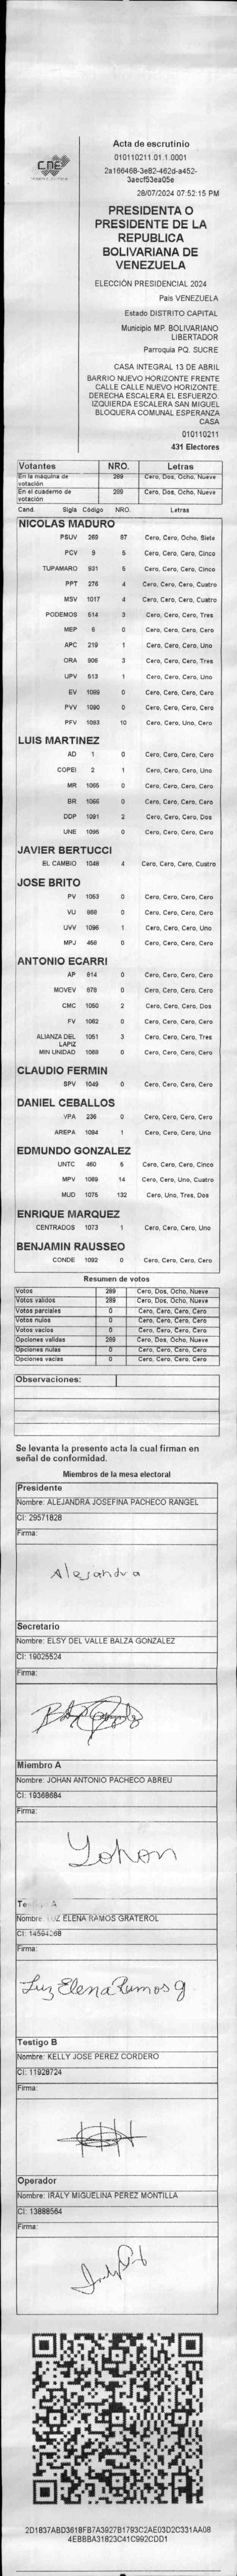 CNE
Acta de escrutinio
010110211.01.1.0001
2a166468-3e82-462d-a452-
3aecf53ea05e
28/07/2024 07:52:15 PM
PRESIDENTA O
PRESIDENTE DE LA
REPUBLICA
BOLIVARIANA DE
VENEZUELA
ELECCIÓN PRESIDENCIAL 2024
País VENEZUELA
Estado DISTRITO CAPITAL
Municipio MP. BOLIVARIANO
LIBERTADOR
Parroquia PQ. SUCRE
CASA INTEGRAL 13 DE ABRIL
BARRIO NUEVO HORIZONTE FRENTE
CALLE CALLE NUEVO HORIZONTE.
DERECHA ESCALERA EL ESFUERZO.
IZQUIERDA ESCALERA SAN MIGUEL
BLOQUERA COMUNAL ESPERANZA
CASA
010110211
431 Electores
Votantes NRO. Letras
En la máquina de votación 289 Cero, Dos, Ocho, Nueve
En el cuaderno de votación 289 Cero, Dos, Ocho, Nueve
Cand. Sigla Código NRO. Letras
NICOLAS MADURO
PSUV 269 87 Cero, Cero, Ocho, Siete
PCV 9 5 Cero, Cero, Cero, Cinco
TUPAMARO 931 5 Cero, Cero, Cero, Cinco
PPT 276 4 Cero, Cero, Cero, Cuatro
MSV 1017 4 Cero, Cero, Cero, Cuatro
PODEMOS 514 3 Cero, Cero, Cero, Tres
MEP 6 0 Cero, Cero, Cero, Cero
APC 219 1 Cero, Cero, Cero, Uno
ORA 906 3 Cero, Cero, Cero, Tres
UPV 513 1 Cero, Cero, Cero, Uno
EV 1089 0 Cero, Cero, Cero, Cero
PVV 1090 0 Cero, Cero, Cero, Cero
PFV 1093 10 Cero, Cero, Uno, Cero
LUIS MARTINEZ
AD 1 0 Cero, Cero, Cero, Cero
COPEI 2 1 Cero, Cero, Cero, Uno
MR 1065 0 Cero, Cero, Cero, Cero
BR 1066 0 Cero, Cero, Cero, Cero
DDP 1091 2 Cero, Cero, Cero, Dos
UNE 1095 0 Cero, Cero, Cero, Cero
JAVIER BERTUCCI
EL CAMBIO 1048 4 Cero, Cero, Cero, Cuatro
JOSE BRITO
PV 1053 0 Cero, Cero, Cero, Cero
VU 868 0 Cero, Cero, Cero, Cero
UVV 1096 1 Cero, Cero, Cero, Uno
MPJ 458 0 Cero, Cero, Cero, Cero
ANTONIO ECARRI
AP 814 0 Cero, Cero, Cero, Cero
MOVEV 678 0 Cero, Cero, Cero, Cero
CMC 1050 2 Cero, Cero, Cero, Dos
FV 1062 0 Cero, Cero, Cero, Cero
ALIANZA DEL LAPIZ 1051 3 Cero, Cero, Cero, Tres
MIN UNIDAD 1088 0 Cero, Cero, Cero, Cero
CLAUDIO FERMIN
SPV 1049 0 Cero, Cero, Cero, Cero
DANIEL CEBALLOS
VPA 236 0 Cero, Cero, Cero, Cero
AREPA 1094 1 Cero, Cero, Cero, Uno
EDMUNDO GONZALEZ
UNTC 460 5 Cero, Cero, Cero, Cinco
MPV 1069 14 Cero, Cero, Uno, Cuatro
MUD 1075 132 Cero, Uno, Tres, Dos
ENRIQUE MARQUEZ
CENTRADOS 1073 1 Cero, Cero, Cero, Uno
BENJAMIN RAUSSEO
CONDE 1092 0 Cero, Cero, Cero, Cero
Resumen de votos
Votos 289 Cero, Dos, Ocho, Nueve
Votos validos 289 Cero, Dos, Ocho, Nueve
Votos parciales 0 Cero, Cero, Cero, Cero
Votos nulos 0 Cero, Cero, Cero, Cero
Votos vacios 0 Cero, Cero, Cero, Cero
Opciones validas 289 Cero, Dos, Ocho, Nueve
Opciones nulas 0 Cero, Cero, Cero, Cero
Opciones vacias 0 Cero, Cero, Cero, Cero
Observaciones:
Se levanta la presente acta la cual firman en
señal de conformidad.
Miembros de la mesa electoral
Presidente
Nombre: ALEJANDRA JOSEFINA PACHECO RANGEL
CI: 29571828
Firma:
Alejandra
Secretario
Nombre: ELSY DEL VALLE BALZA GONZALEZ
CI: 19025524
Firma:
Miembro A
Nombre: JOHAN ANTONIO PACHECO ABREU
CI: 19368684
Firma:
Yohon
Testigo A
Nombre: LUZ ELENA RAMOS GRATEROL
CI: 14594268
Firma:
Luz Elena Ramos g
Testigo B
Nombre: KELLY JOSE PEREZ CORDERO
CI: 11928724
Firma:
Operador
Nombre: IRALY MIGUELINA PEREZ MONTILLA
CI: 13888564
Firma:
2D1837ABD3618FB7A3927B1793C2AE03D2C331AA08
4EBBBA31823C41C992CDD1